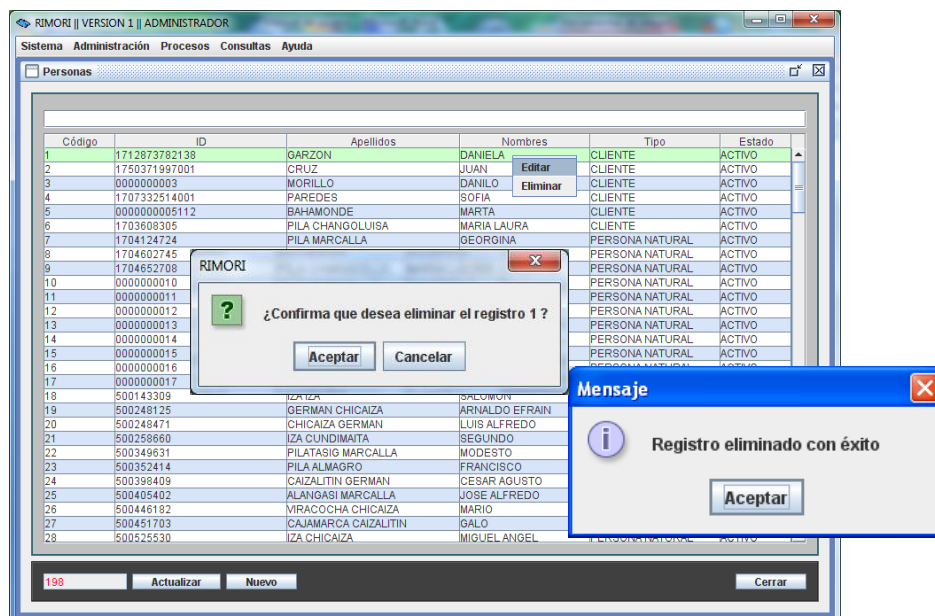 RIMORI || VERSION 1 || ADMINISTRADOR
Sistema Administración Procesos Consultas Ayuda
Personas
Código ID Apellidos Nombres Tipo Estado
1 1712873782138 GARZON DANIELA CLIENTE ACTIVO
2 1750371997001 CRUZ JUAN CLIENTE ACTIVO
Editar
3 0000000003 MORILLO DANILO CLIENTE ACTIVO
Eliminar
4 1707332514001 PAREDES SOFIA CLIENTE ACTIVO
5 0000000005112 BAHAMONDE MARTA CLIENTE ACTIVO
6 1703608305 PILA CHANGOLUISA MARIA LAURA CLIENTE ACTIVO
7 1704124724 PILA MARCALLA GEORGINA PERSONA NATURAL ACTIVO
8 1704602745 PERSONA NATURAL ACTIVO
9 1704652708 PERSONA NATURAL ACTIVO
10 0000000010 PERSONA NATURAL ACTIVO
11 0000000011 PERSONA NATURAL ACTIVO
12 0000000012 PERSONA NATURAL ACTIVO
13 0000000013 PERSONA NATURAL ACTIVO
14 0000000014 PERSONA NATURAL ACTIVO
15 0000000015 PERSONA NATURAL ACTIVO
16 0000000016 PERSONA NATURAL ACTIVO
17 0000000017
18 500143309 IZA IZA SALOMON
19 500248125 GERMAN CHICAIZA ARNALDO EFRAIN
20 500248471 CHICAIZA GERMAN LUIS ALFREDO
21 500258660 IZA CUNDIMAITA SEGUNDO
22 500349631 PILATASIG MARCALLA MODESTO
23 500352414 PILA ALMAGRO FRANCISCO
24 500398409 CAIZALITIN GERMAN CESAR AGUSTO
25 500405402 ALANGASI MARCALLA JOSE ALFREDO
26 500446182 VIRACOCHA CHICAIZA MARIO
27 500451703 CAJAMARCA CAIZALITIN GALO
28 500525530 IZA CHICAIZA MIGUEL ANGEL PERSONA NATURAL ACTIVO
RIMORI
¿Confirma que desea eliminar el registro 1 ?
Aceptar Cancelar
Mensaje
Registro eliminado con éxito
Aceptar
198 Actualizar Nuevo Cerrar